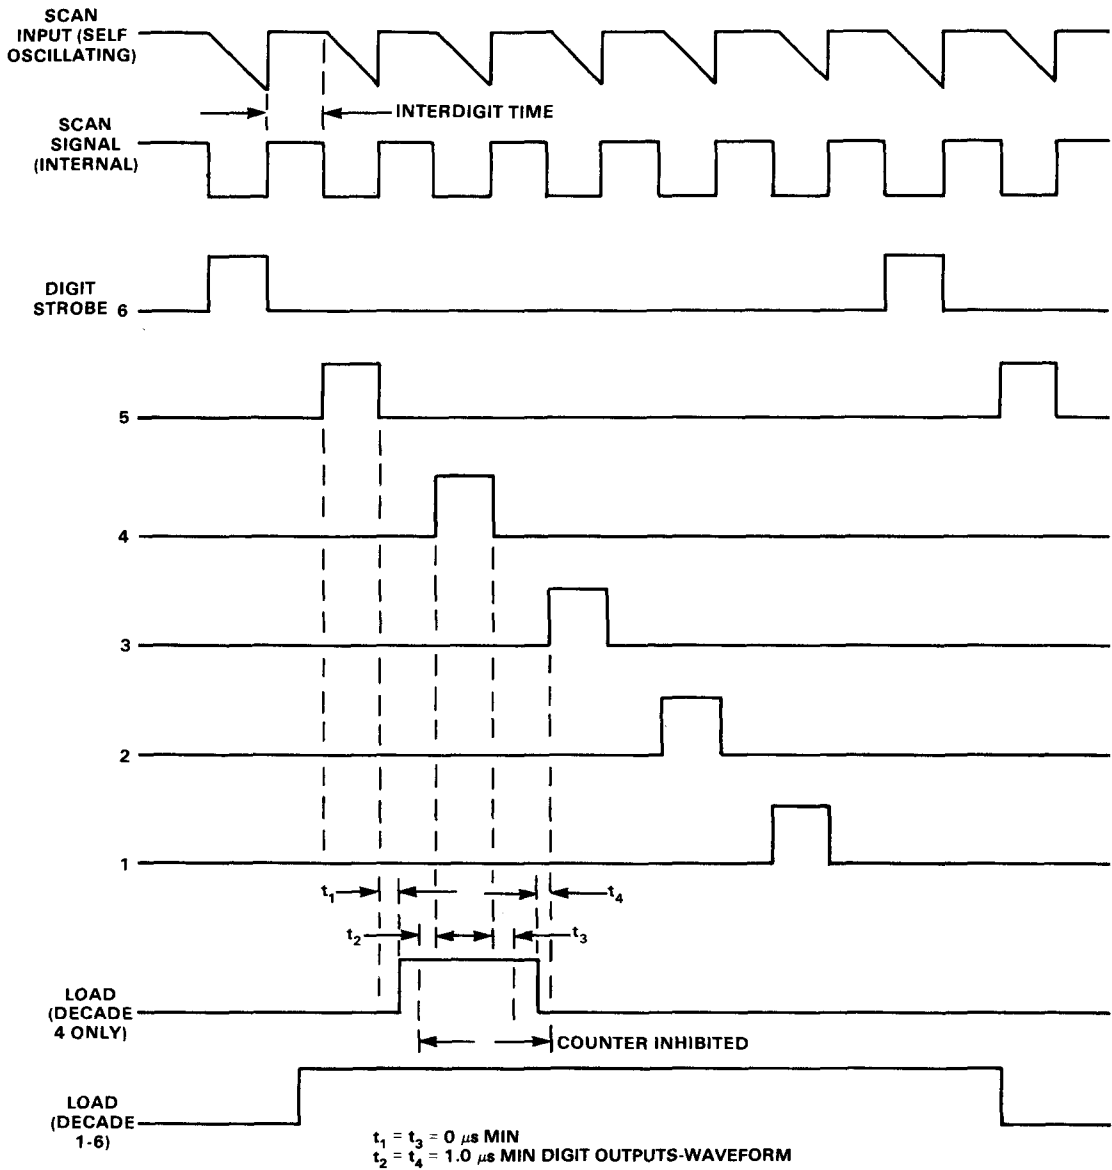 SCAN
INPUT (SELF
OSCILLATING)
INTERDIGIT TIME
SCAN
SIGNAL
(INTERNAL)
DIGIT
STROBE 6
5
4
3
2
1
t₁
t₄
t₂
t₃
LOAD
(DECADE
4 ONLY)
COUNTER INHIBITED
LOAD
(DECADE
1-6)
t₁ = t₃ = 0 μs MIN
t₂ = t₄ = 1.0 μs MIN DIGIT OUTPUTS-WAVEFORM